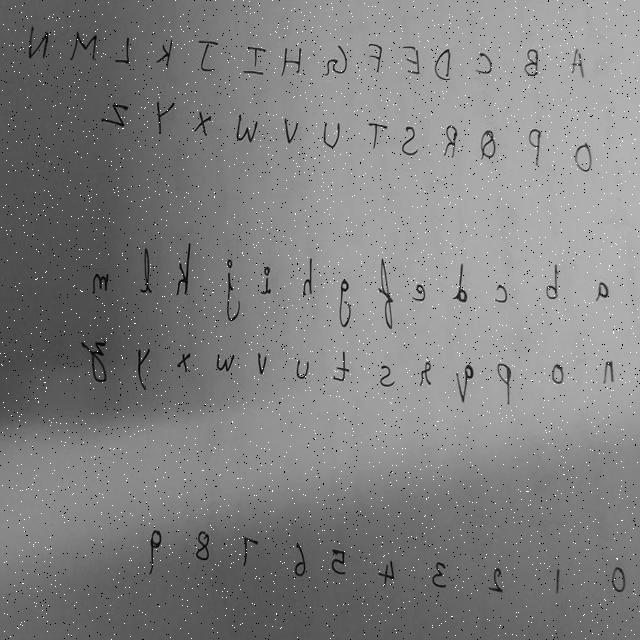 A B C D E F G H I J K L M N
O P Q R S T U V W X Y Z
a b c d e f g h i j k l m
n o p q r s t u v w x y z
0 1 2 3 4 5 6 7 8 9